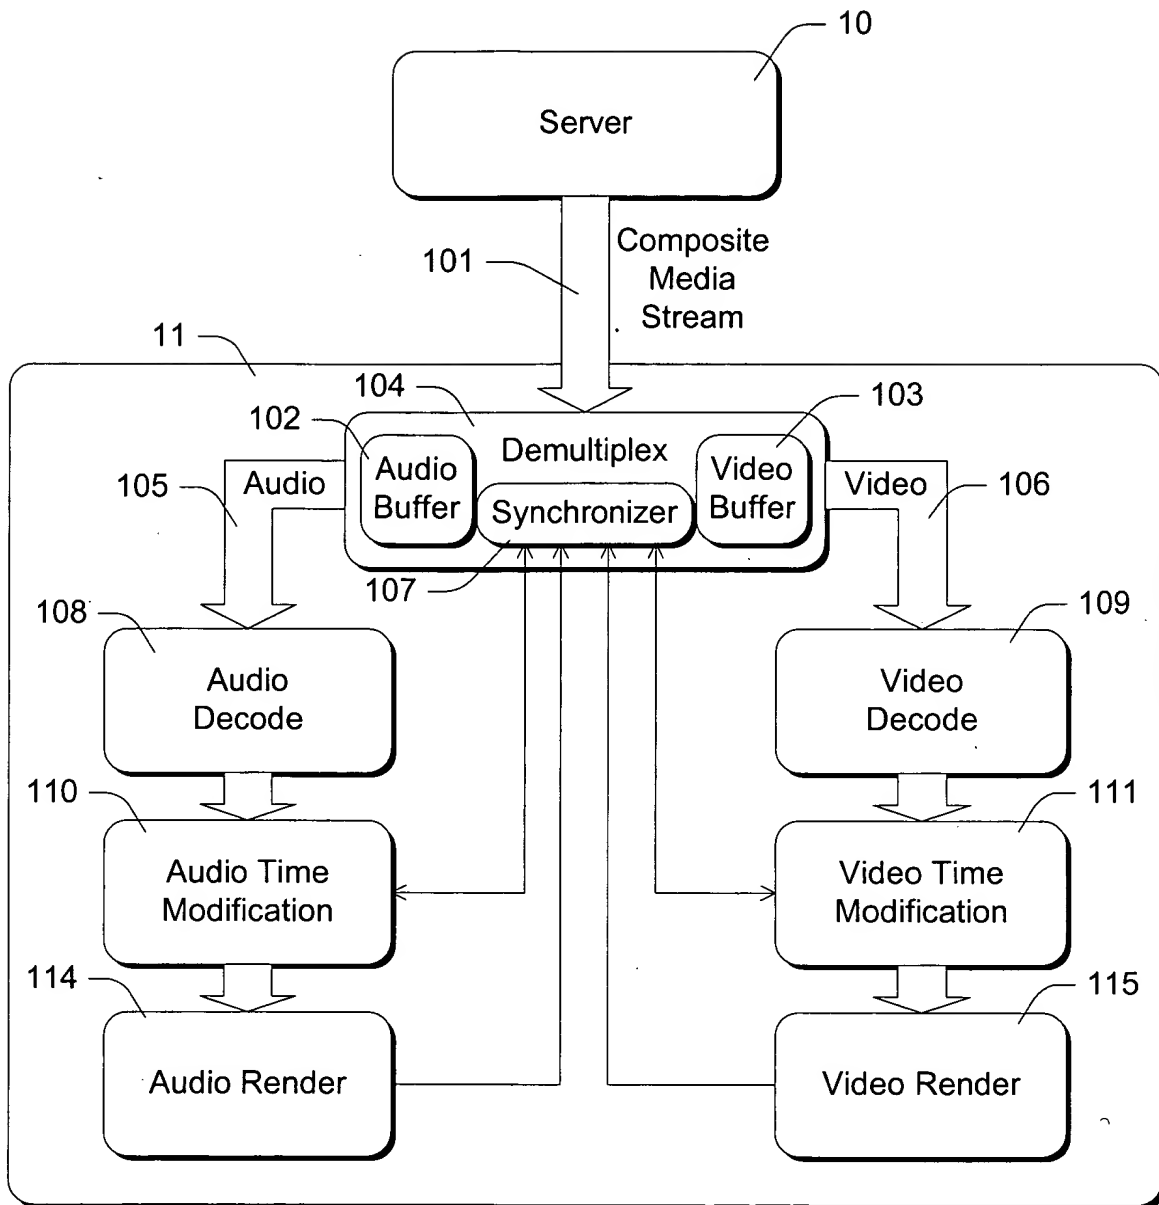 10
Server
101
Composite
Media
Stream
11
104
103
102
Demultiplex
Audio
Buffer
Video
Buffer
Synchronizer
105
Audio
Video
106
107
108
109
Audio
Decode
Video
Decode
110
111
Audio Time
Modification
Video Time
Modification
114
115
Audio Render
Video Render